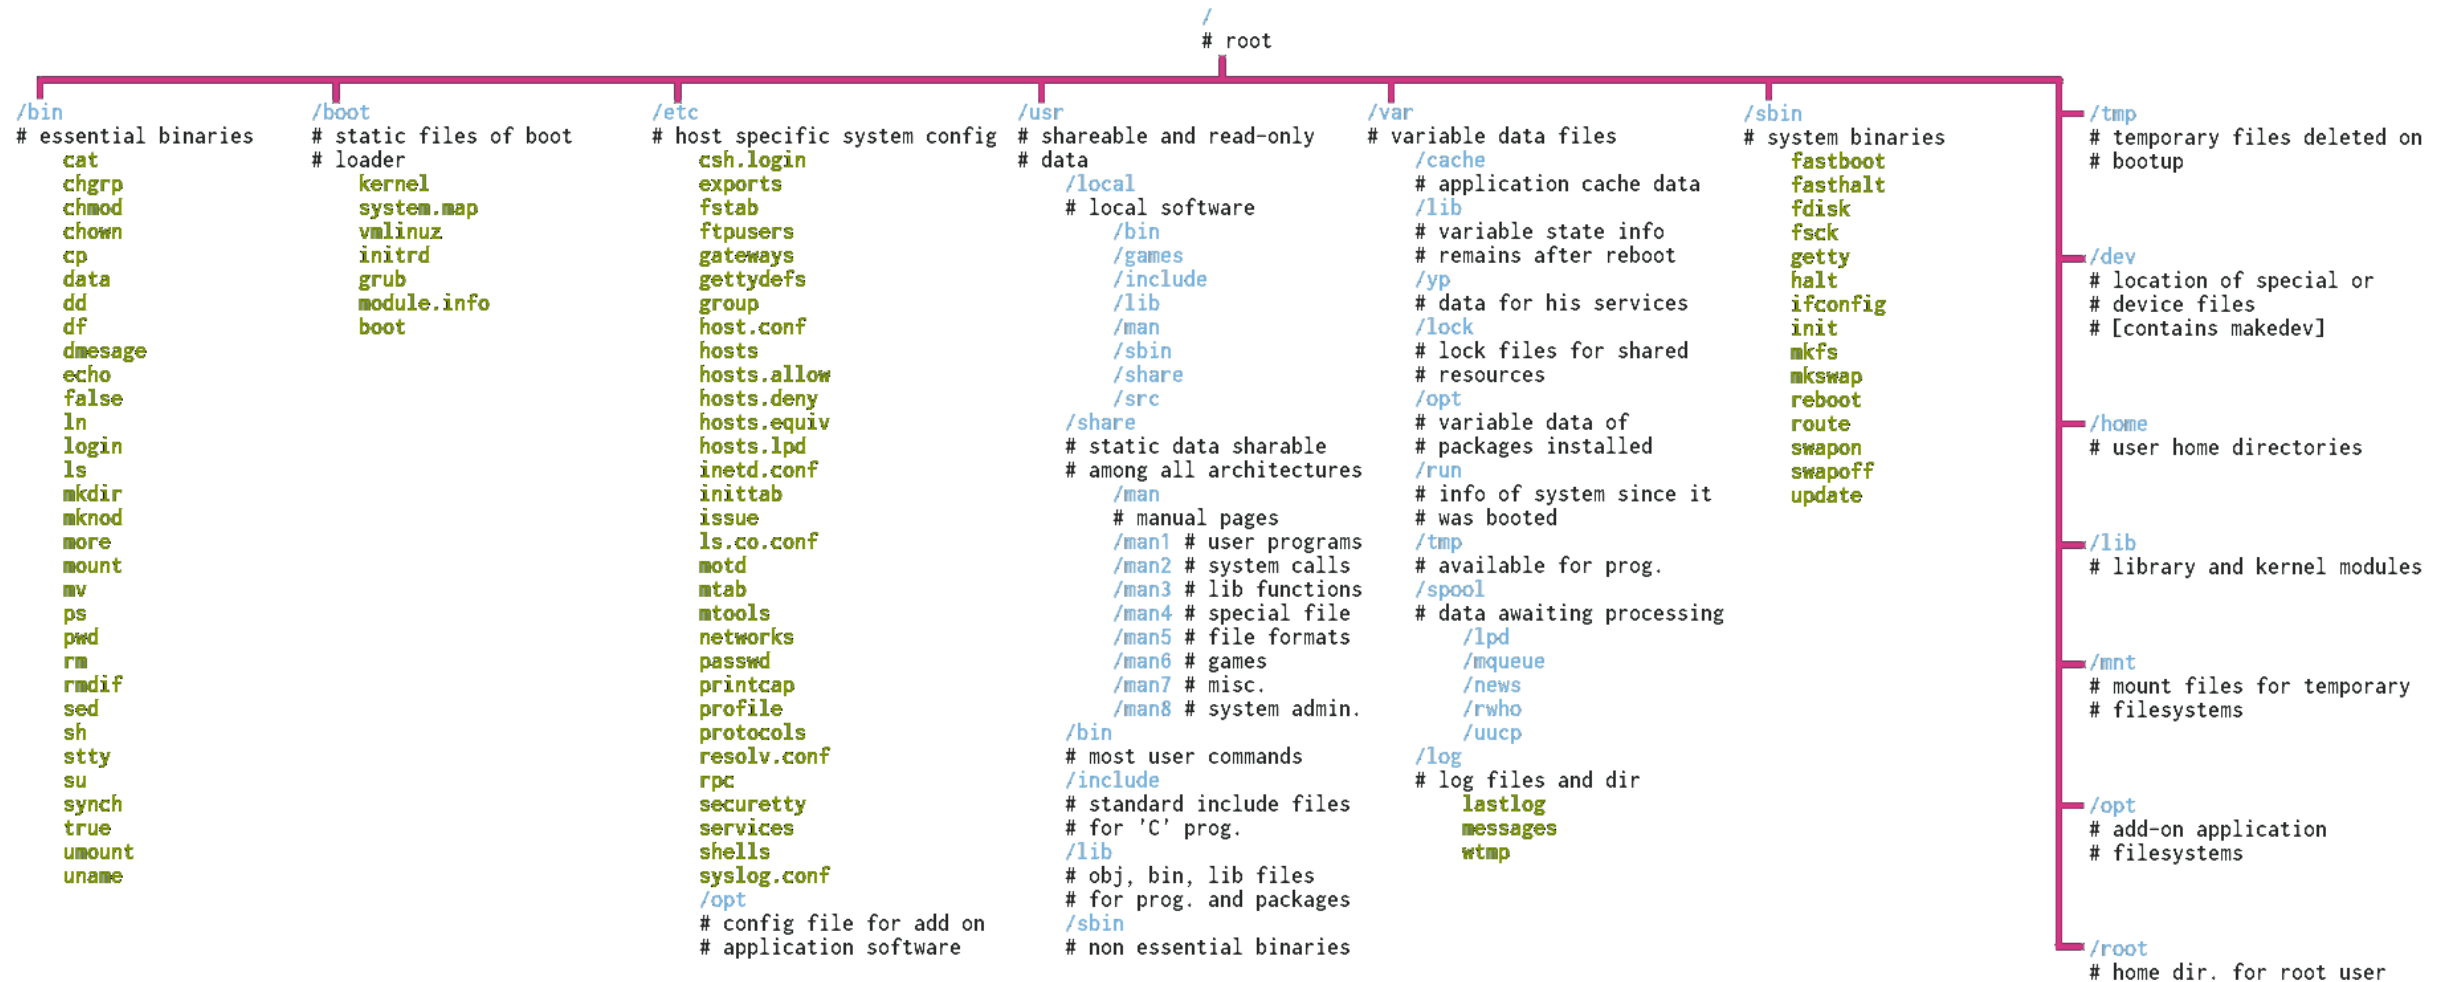 /
# root
/bin
# essential binaries
cat
chgrp
chmod
chown
cp
data
dd
df
dmesage
echo
false
ln
login
ls
mkdir
mknod
more
mount
mv
ps
pwd
rm
rmdif
sed
sh
stty
su
synch
true
umount
uname
/boot
# static files of boot
# loader
kernel
system.map
vmlinuz
initrd
grub
module.info
boot
/etc
# host specific system config
csh.login
exports
fstab
ftpusers
gateways
gettydefs
group
host.conf
hosts
hosts.allow
hosts.deny
hosts.equiv
hosts.lpd
inetd.conf
inittab
issue
ls.co.conf
motd
mtab
mtools
networks
passwd
printcap
profile
protocols
resolv.conf
rpc
securetty
services
shells
syslog.conf
/opt
# config file for add on
# application software
/usr
# shareable and read-only
# data
/local
# local software
/bin
/games
/include
/lib
/man
/sbin
/share
/src
/share
# static data sharable
# among all architectures
/man
# manual pages
/man1 # user programs
/man2 # system calls
/man3 # lib functions
/man4 # special file
/man5 # file formats
/man6 # games
/man7 # misc.
/man8 # system admin.
/bin
# most user commands
/include
# standard include files
# for 'C' prog.
/lib
# obj, bin, lib files
# for prog. and packages
/sbin
# non essential binaries
/var
# variable data files
/cache
# application cache data
/lib
# variable state info
# remains after reboot
/yp
# data for his services
/lock
# lock files for shared
# resources
/opt
# variable data of
# packages installed
/run
# info of system since it
# was booted
/tmp
# available for prog.
/spool
# data awaiting processing
/lpd
/mqueue
/news
/rwho
/uucp
/log
# log files and dir
lastlog
messages
wtmp
/sbin
# system binaries
fastboot
fasthalt
fdisk
fsck
getty
halt
ifconfig
init
mkfs
mkswap
reboot
route
swapon
swapoff
update
/tmp
# temporary files deleted on
# bootup
/dev
# location of special or
# device files
# [contains makedev]
/home
# user home directories
/lib
# library and kernel modules
/mnt
# mount files for temporary
# filesystems
/opt
# add-on application
# filesystems
/root
# home dir. for root user